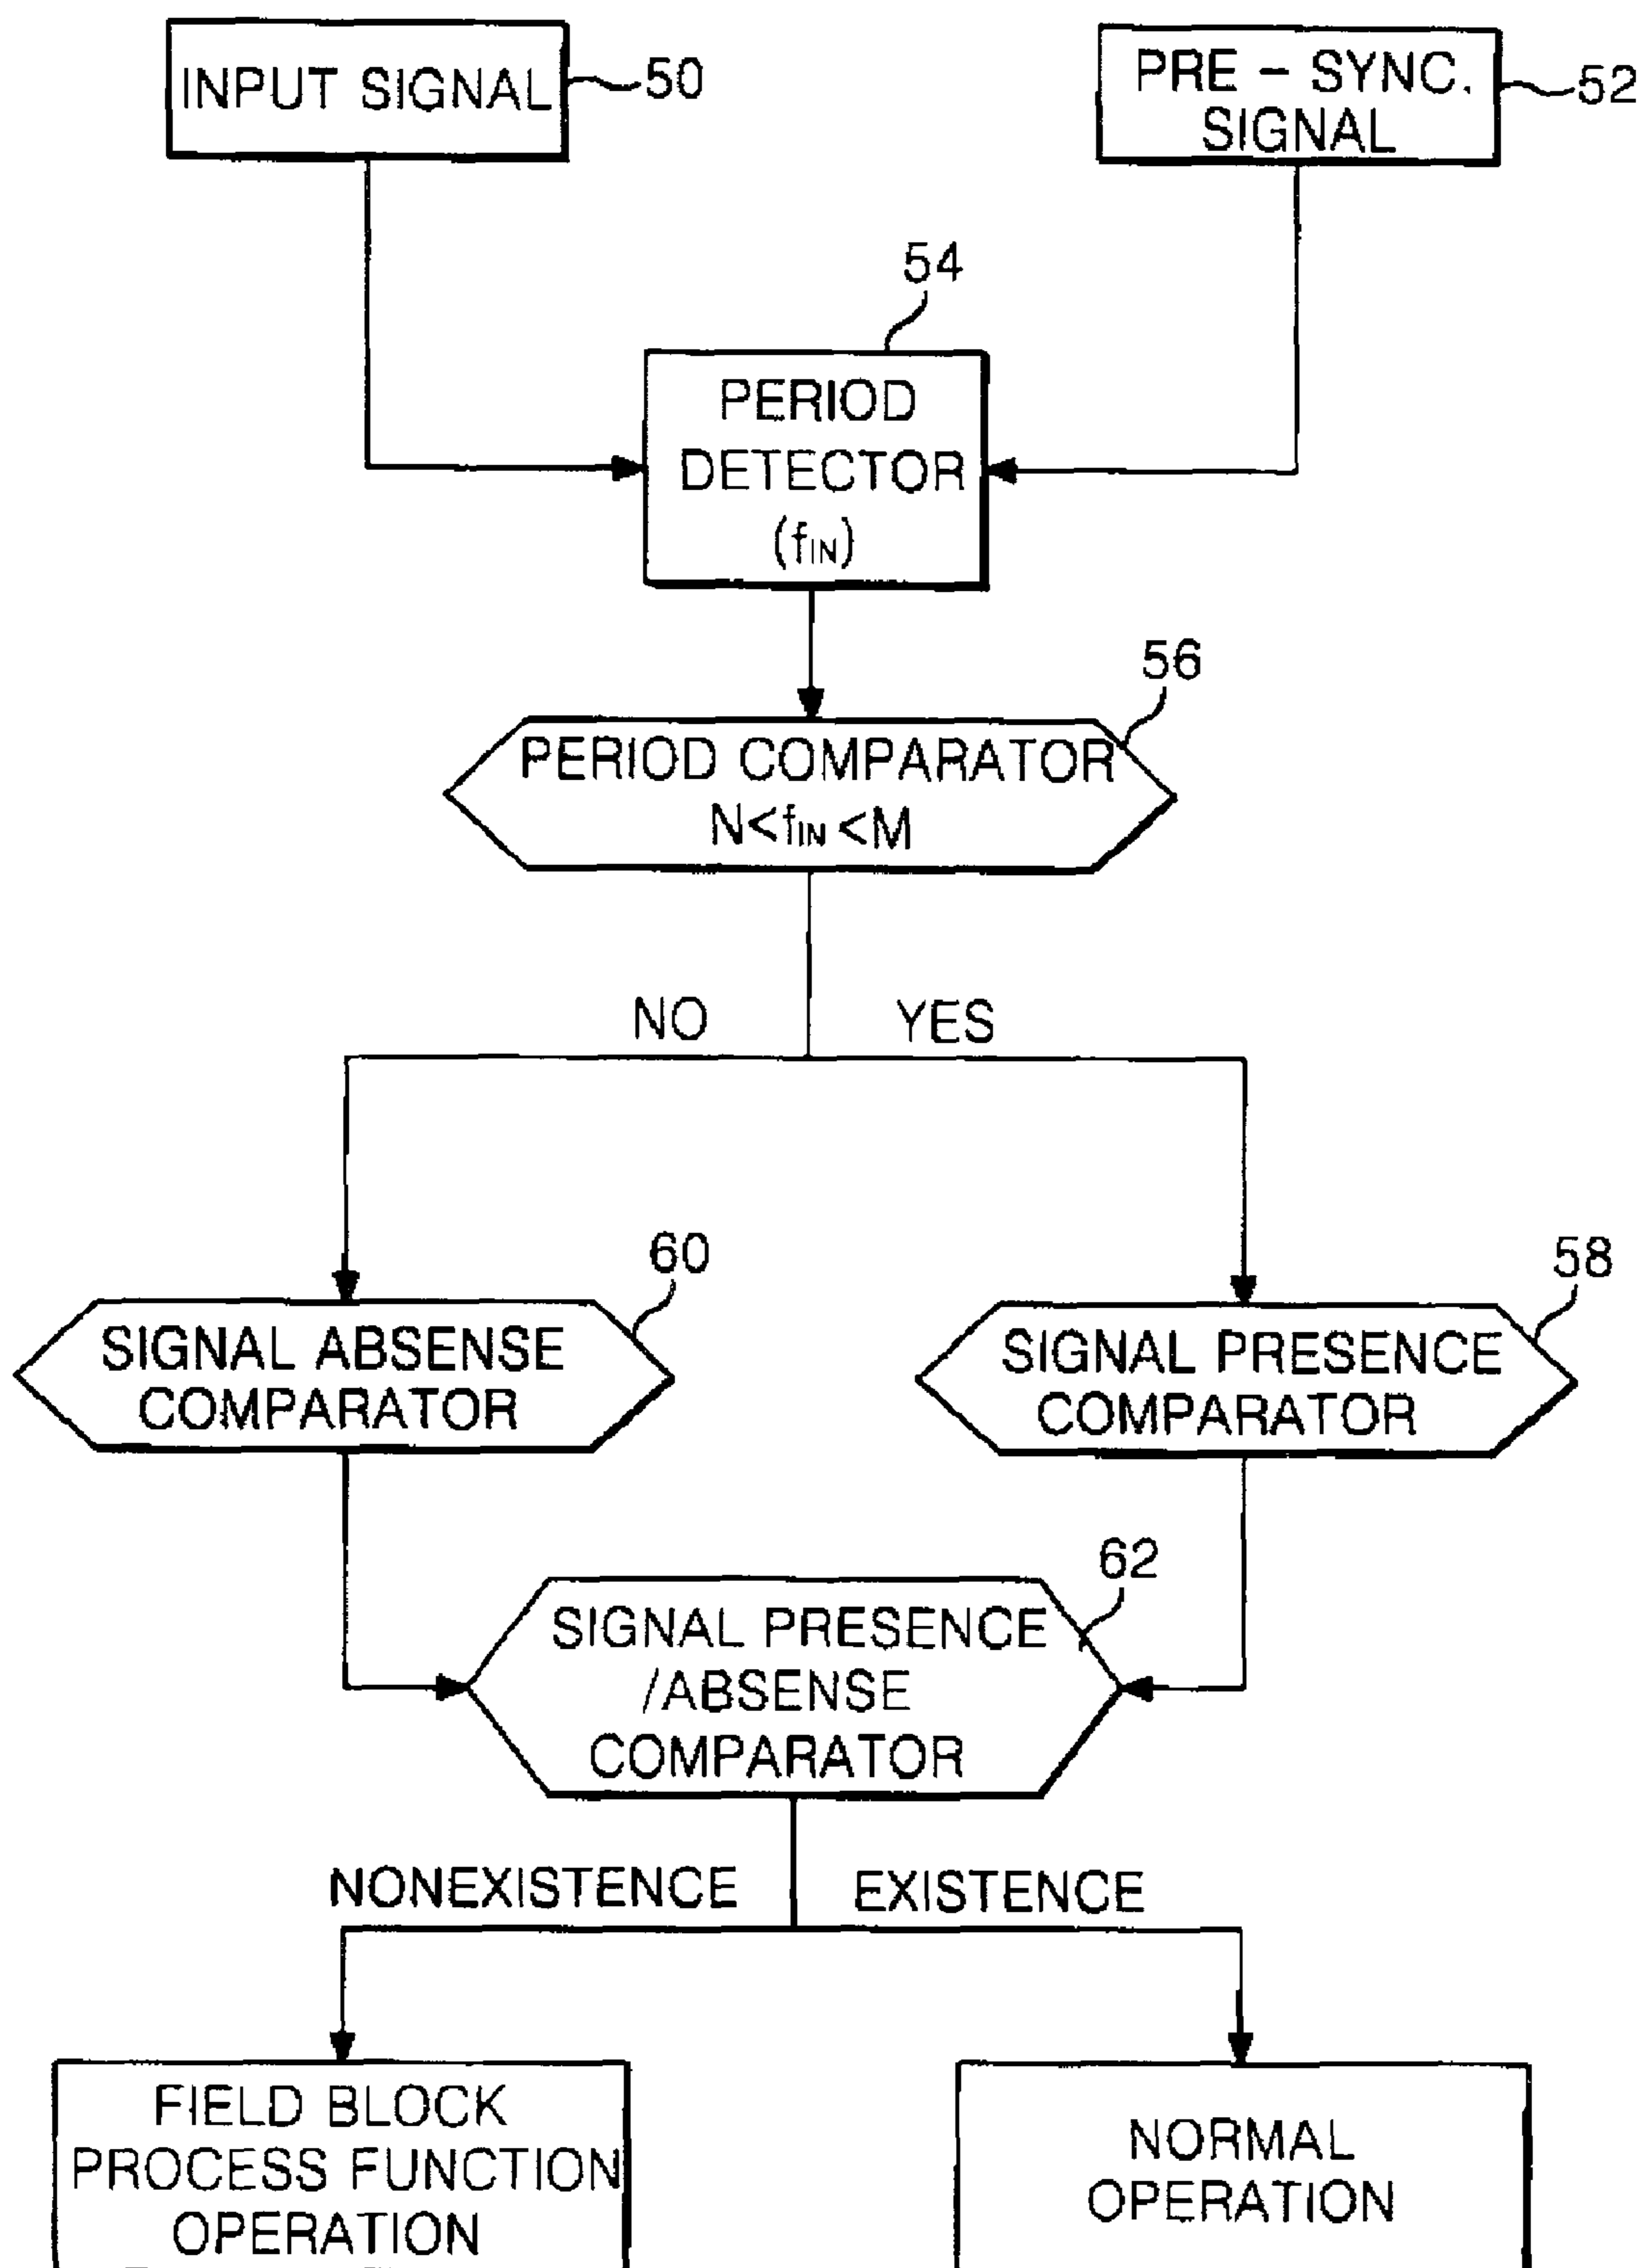 INPUT SIGNAL
50
PRE - SYNC.
SIGNAL
52
54
PERIOD
DETECTOR
(fIN)
56
PERIOD COMPARATOR
N<fIN<M
NO
YES
60
SIGNAL ABSENSE
COMPARATOR
58
SIGNAL PRESENCE
COMPARATOR
62
SIGNAL PRESENCE
/ABSENSE
COMPARATOR
NONEXISTENCE
EXISTENCE
FIELD BLOCK
PROCESS FUNCTION
OPERATION
NORMAL
OPERATION